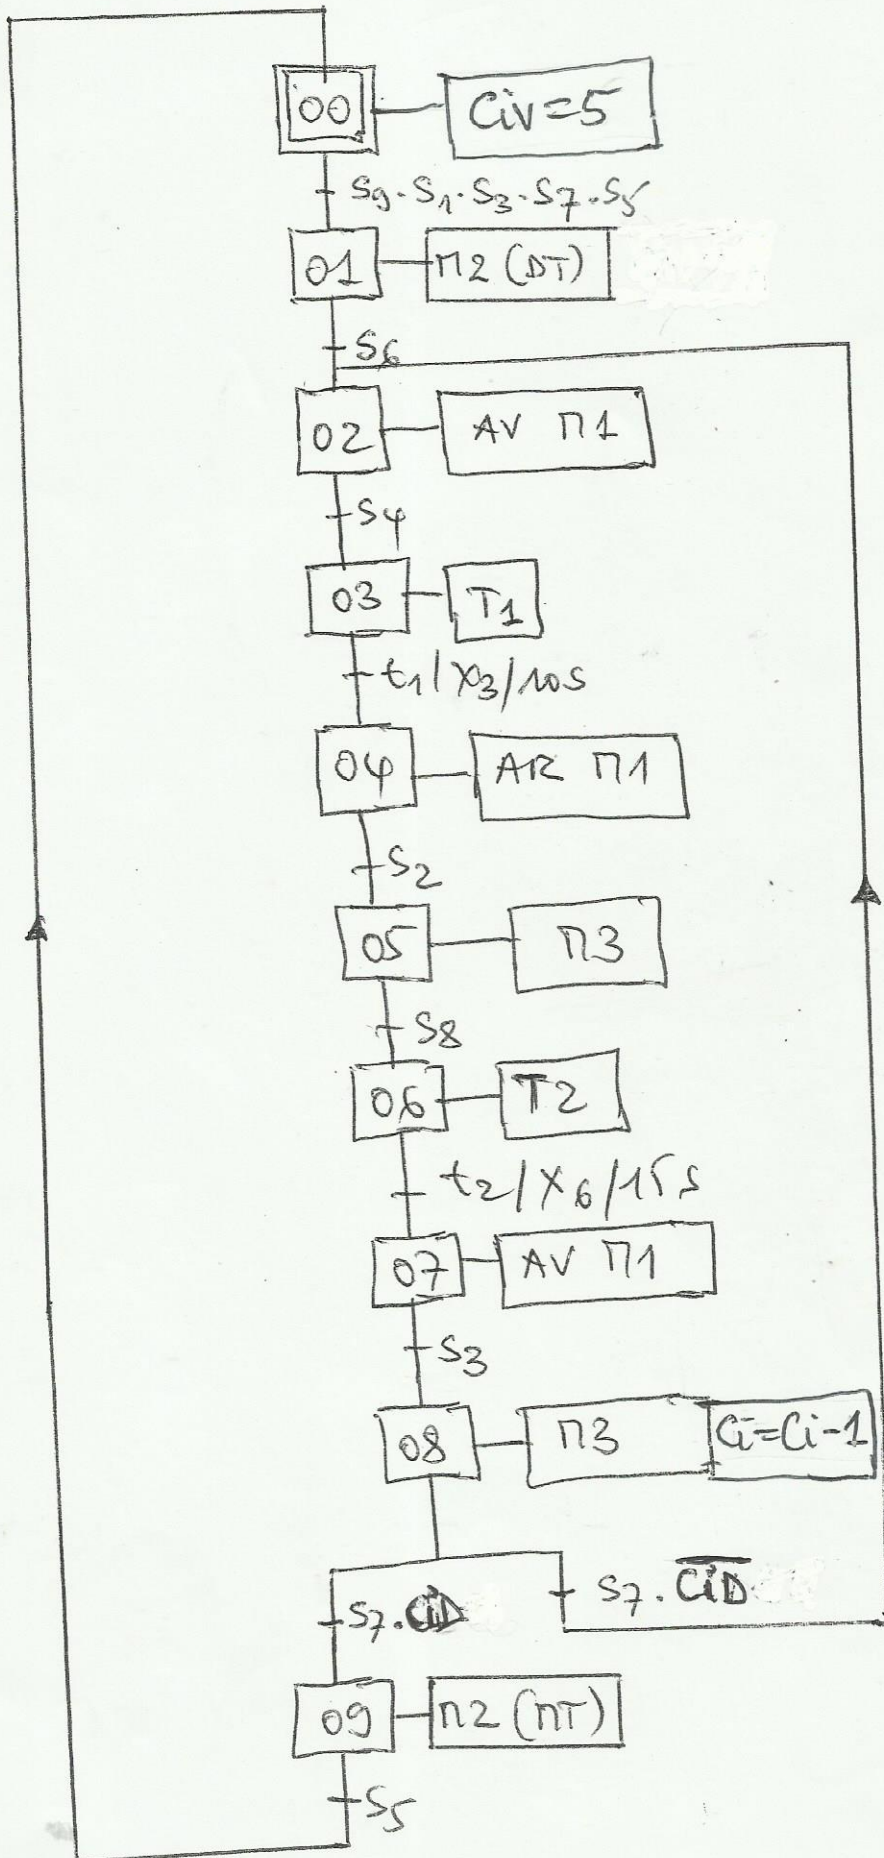 00 Civ=5
S9.S1.S3.S7.S5
01 M2 (DT)
S6
02 AV M1
S4
03 T1
t1/X3/10s
04 AR M1
S2
05 M3
S8
06 T2
t2/X6/15s
07 AV M1
S3
08 M3 Ci=Ci-1
S7.CiD S7.C̅i̅D̅
09 M2 (MT)
S5